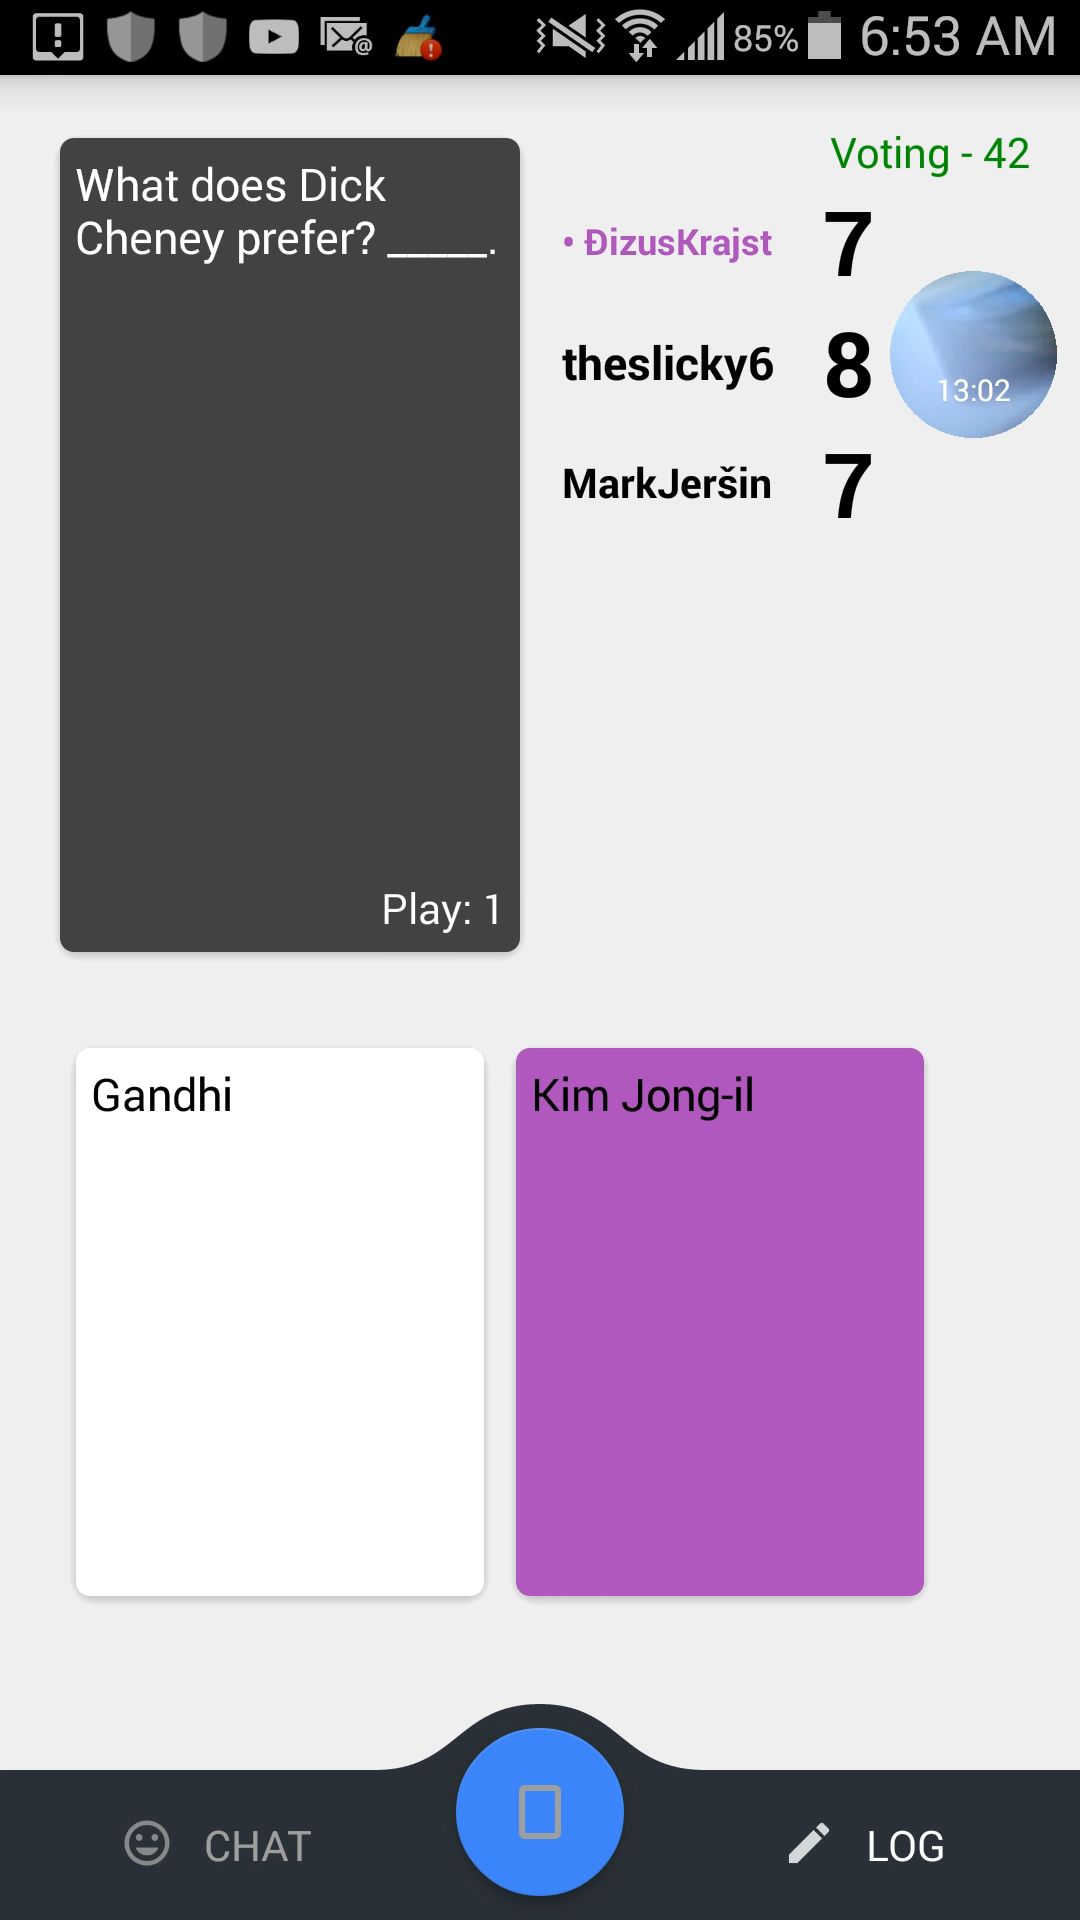 85% 6:53 AM
What does Dick
Cheney prefer? _____.
Play: 1
Voting - 42
• ĐizusKrajst 7
theslicky6 8
13:02
MarkJeršin 7
Gandhi
Kim Jong-il
CHAT
LOG